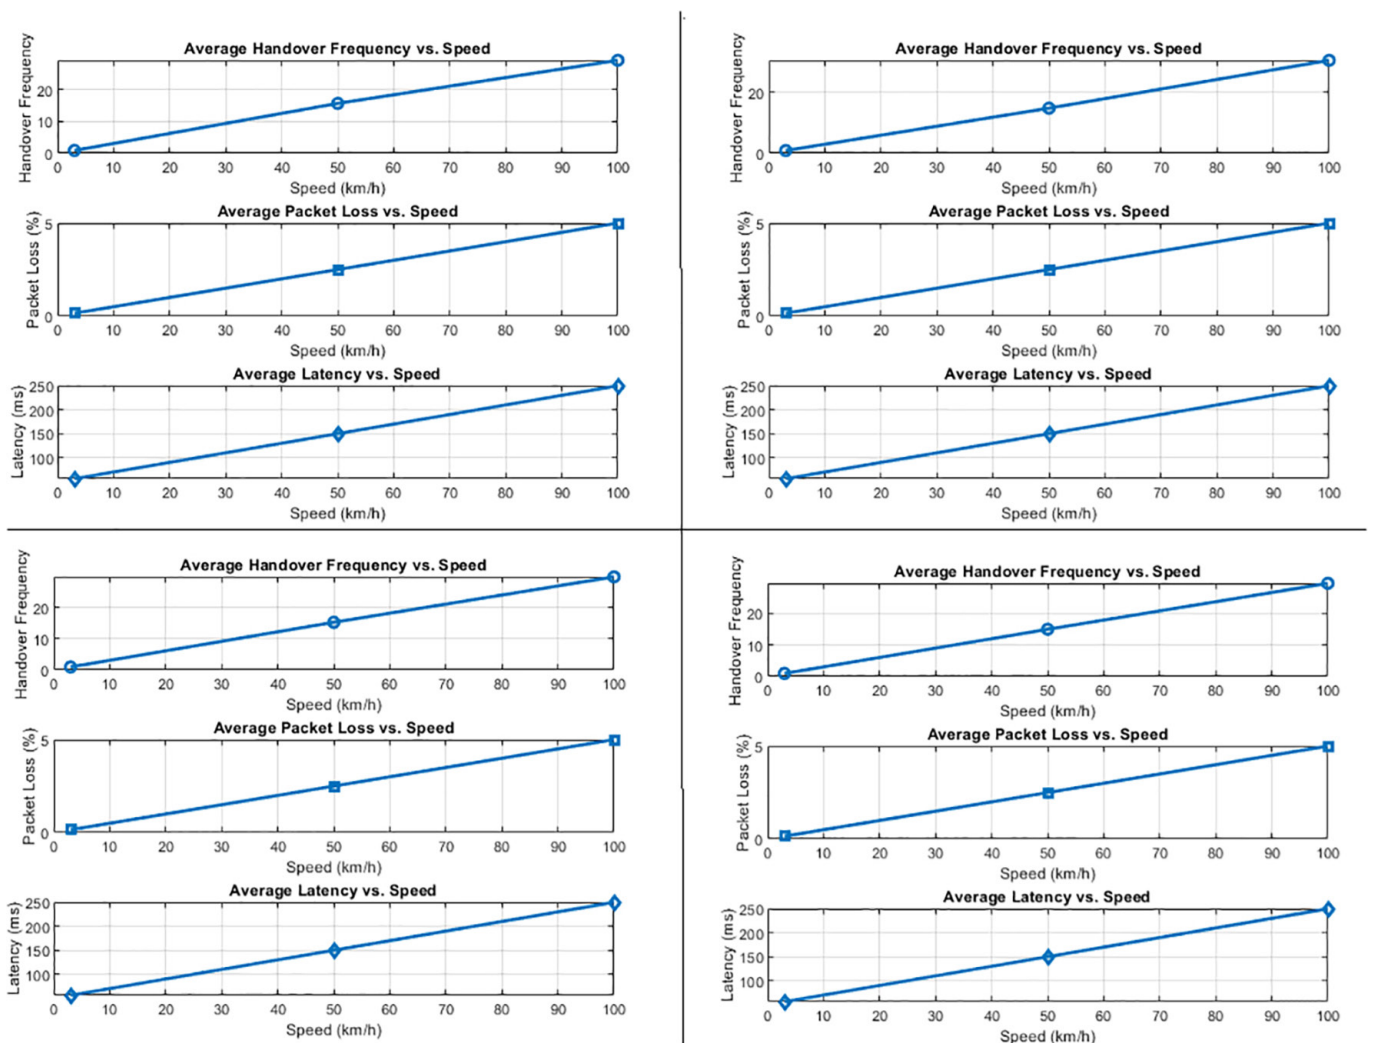 Average Handover Frequency vs. Speed
Handover Frequency
20
10
0
0 10 20 30 40 50 60 70 80 90 100
Speed (km/h)
Average Packet Loss vs. Speed
Packet Loss (%)
5
0
0 10 20 30 40 50 60 70 80 90 100
Speed (km/h)
Average Latency vs. Speed
Latency (ms)
250
200
150
100
0 10 20 30 40 50 60 70 80 90 100
Speed (km/h)
Average Handover Frequency vs. Speed
Handover Frequency
20
0
0 10 20 30 40 50 60 70 80 90 100
Speed (km/h)
Average Packet Loss vs. Speed
Packet Loss (%)
5
0
0 10 20 30 40 50 60 70 80 90 100
Speed (km/h)
Average Latency vs. Speed
Latency (ms)
250
200
150
100
0 10 20 30 40 50 60 70 80 90 100
Speed (km/h)
Average Handover Frequency vs. Speed
Handover Frequency
20
10
0
0 10 20 30 40 50 60 70 80 90 100
Speed (km/h)
Average Packet Loss vs. Speed
Packet Loss (%)
5
0
0 10 20 30 40 50 60 70 80 90 100
Speed (km/h)
Average Latency vs. Speed
Latency (ms)
250
200
150
100
0 10 20 30 40 50 60 70 80 90 100
Speed (km/h)
Average Handover Frequency vs. Speed
Handover Frequency
20
10
0
0 10 20 30 40 50 60 70 80 90 100
Speed (km/h)
Average Packet Loss vs. Speed
Packet Loss (%)
5
0
0 10 20 30 40 50 60 70 80 90 100
Speed (km/h)
Average Latency vs. Speed
Latency (ms)
250
200
150
100
0 10 20 30 40 50 60 70 80 90 100
Speed (km/h)